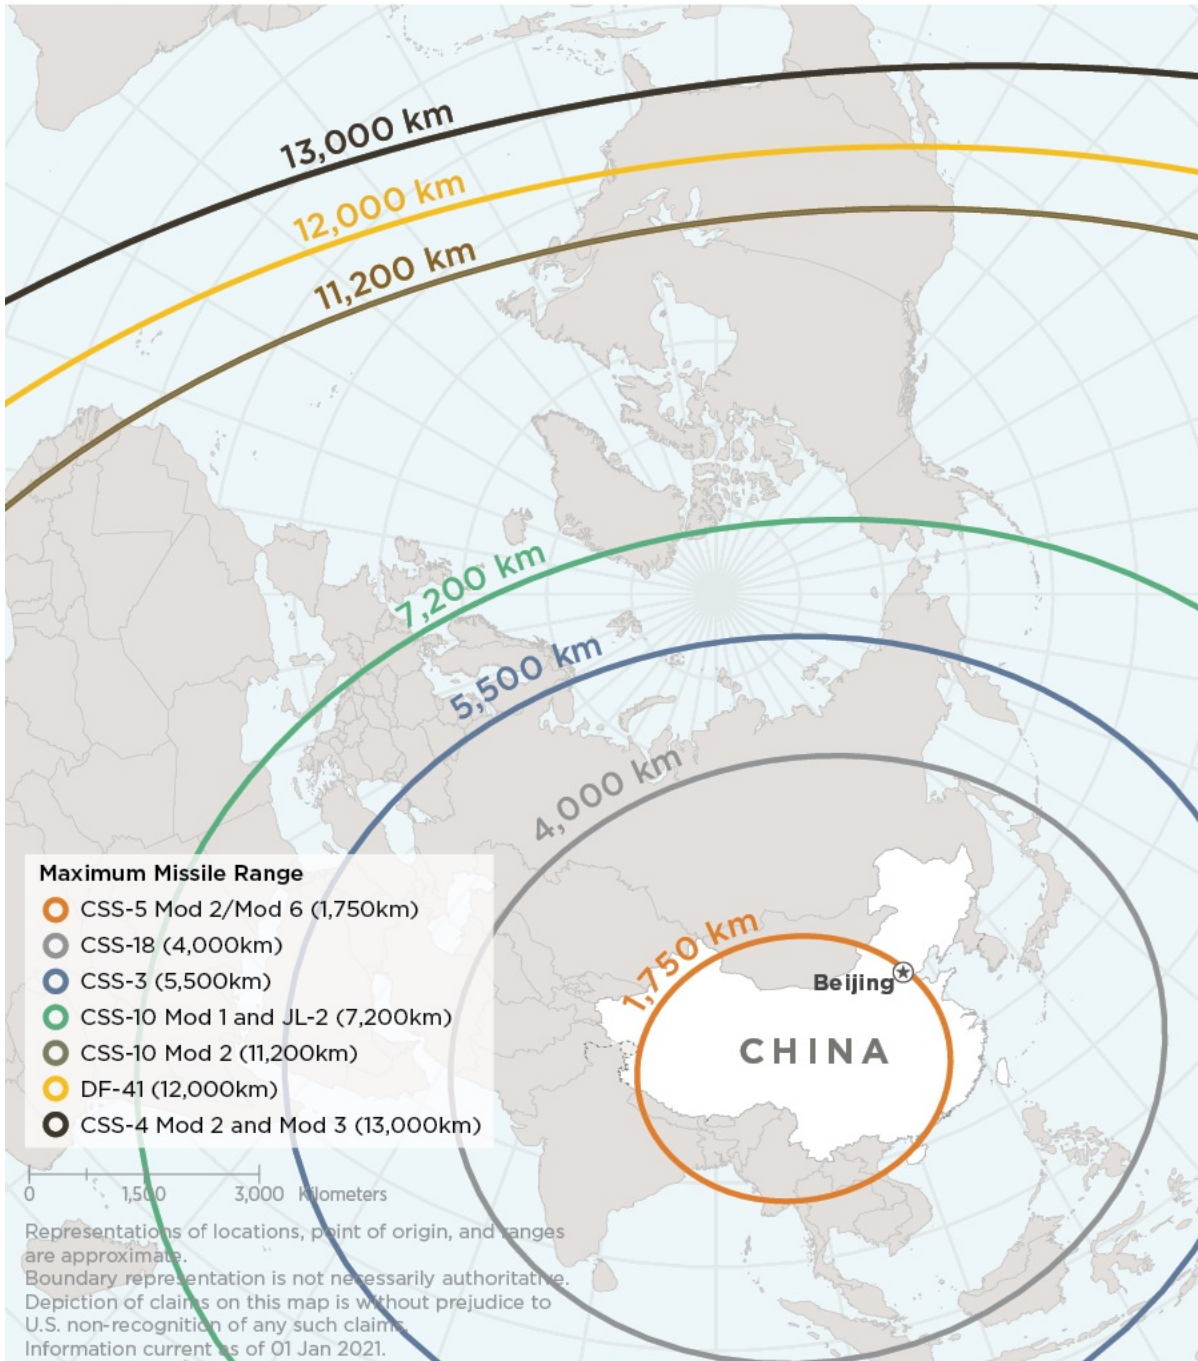 13,000 km
12,000 km
11,200 km
7,200 km
5,500 km
4,000 km
1,750 km
Beijing
CHINA
Maximum Missile Range
CSS-5 Mod 2/Mod 6 (1,750km)
CSS-18 (4,000km)
CSS-3 (5,500km)
CSS-10 Mod 1 and JL-2 (7,200km)
CSS-10 Mod 2 (11,200km)
DF-41 (12,000km)
CSS-4 Mod 2 and Mod 3 (13,000km)
0 1,500 3,000 Kilometers
Representations of locations, point of origin, and ranges
are approximate.
Boundary representation is not necessarily authoritative.
Depiction of claims on this map is without prejudice to
U.S. non-recognition of any such claims.
Information current as of 01 Jan 2021.